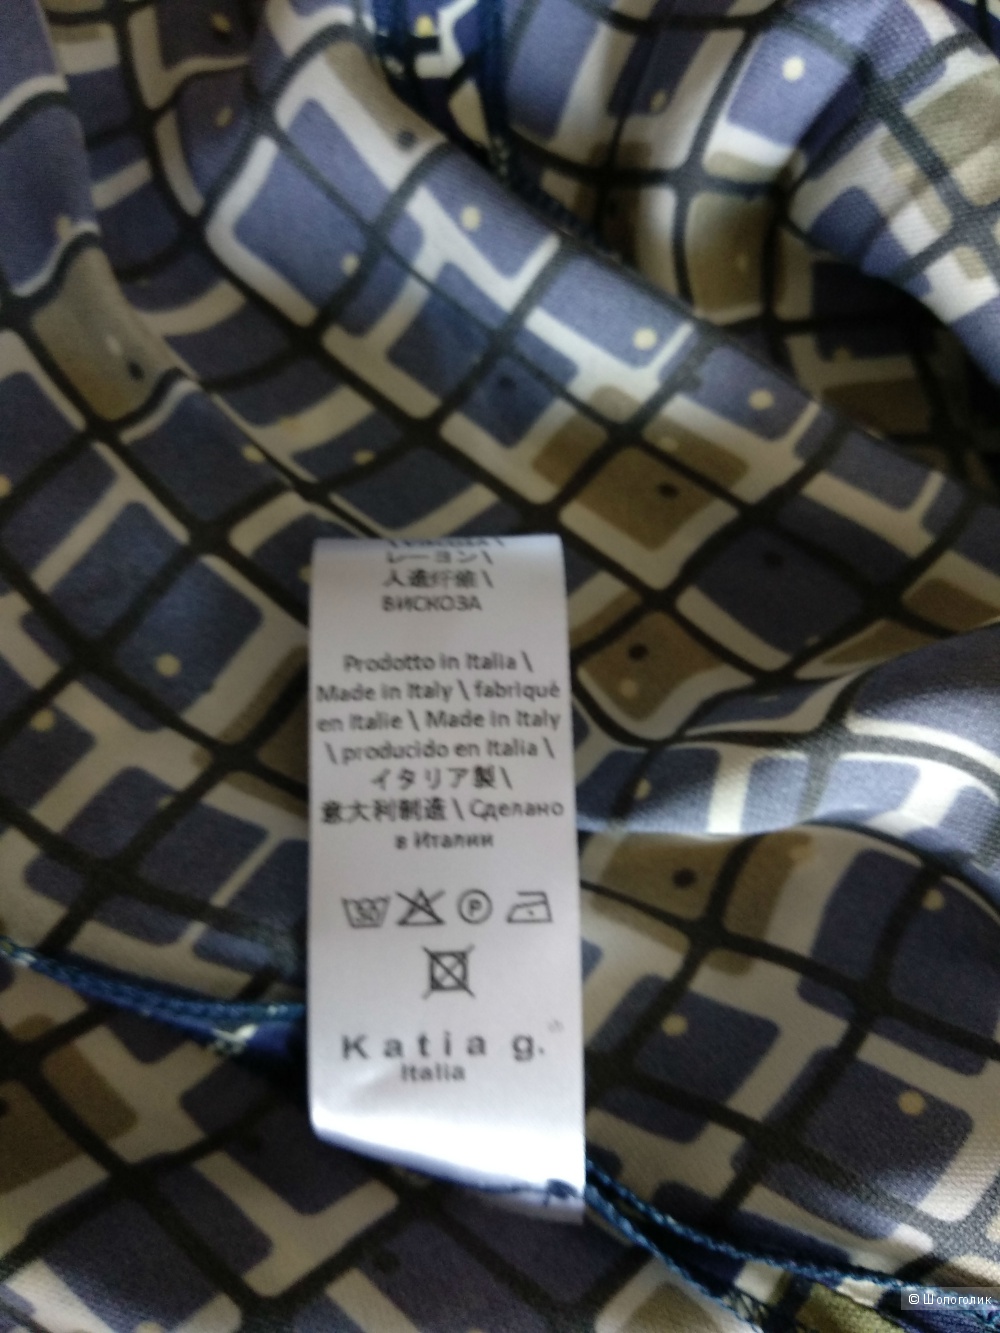 レーヨン \
人造纤维 \
ВИСКОЗА
Prodotto in Italia \
Made in Italy \ fabriqué
en Italie \ Made in Italy
\ producido en Italia \
イタリア製 \
意大利制造 \ Сделано
в Италии
30
P
Katia g.
Italia
© Шопоголик